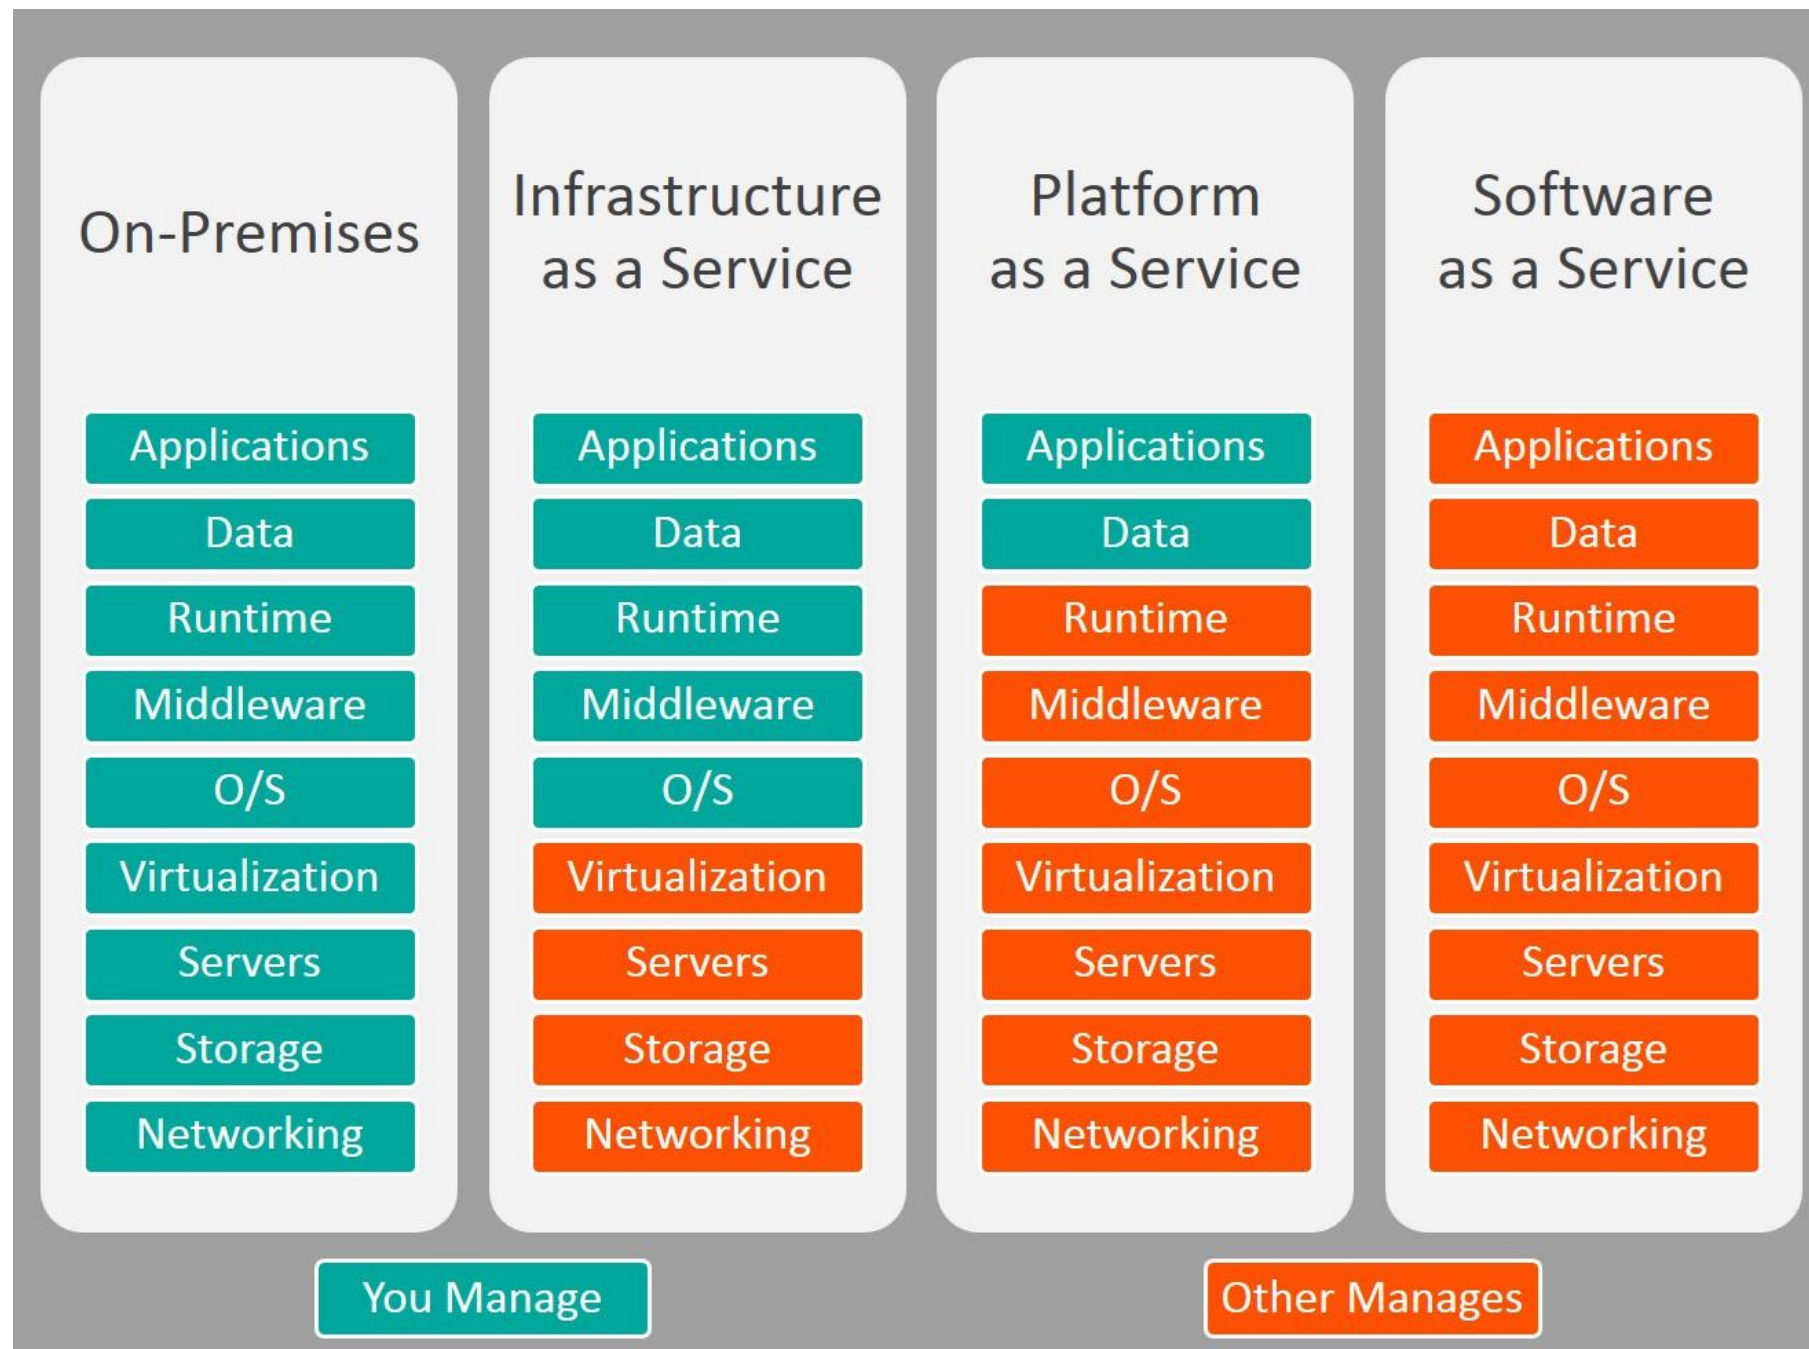 On-Premises
Applications
Data
Runtime
Middleware
O/S
Virtualization
Servers
Storage
Networking
Infrastructure
as a Service
Applications
Data
Runtime
Middleware
O/S
Virtualization
Servers
Storage
Networking
Platform
as a Service
Applications
Data
Runtime
Middleware
O/S
Virtualization
Servers
Storage
Networking
Software
as a Service
Applications
Data
Runtime
Middleware
O/S
Virtualization
Servers
Storage
Networking
You Manage
Other Manages